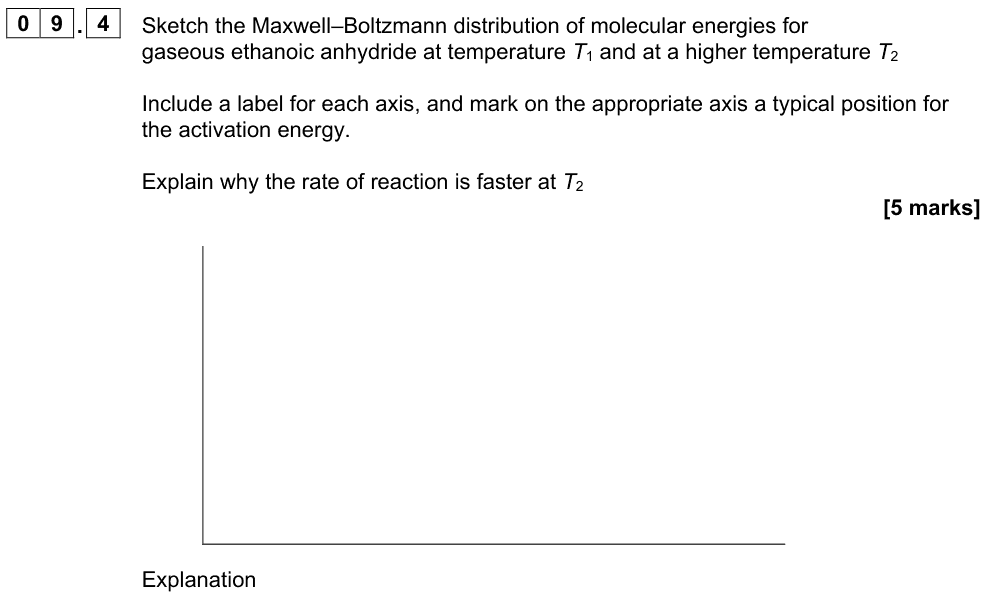 0 9 . 4 Sketch the Maxwell–Boltzmann distribution of molecular energies for
gaseous ethanoic anhydride at temperature T₁ and at a higher temperature T₂
Include a label for each axis, and mark on the appropriate axis a typical position for
the activation energy.
Explain why the rate of reaction is faster at T₂
[5 marks]
Explanation